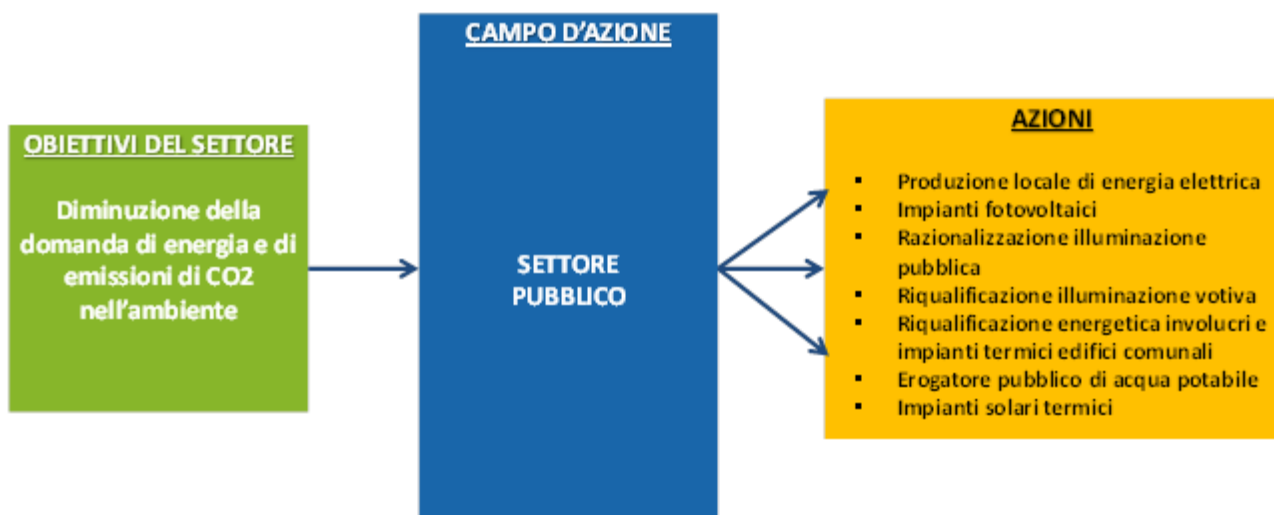 OBIETTIVI DEL SETTORE
Diminuzione della
domanda di energia e di
emissioni di CO2
nell'ambiente
CAMPO D'AZIONE
SETTORE
PUBBLICO
AZIONI
▪ Produzione locale di energia elettrica
▪ Impianti fotovoltaici
▪ Razionalizzazione illuminazione
pubblica
▪ Riqualificazione illuminazione votiva
▪ Riqualificazione energetica involucri e
impianti termici edifici comunali
▪ Erogatore pubblico di acqua potabile
▪ Impianti solari termici